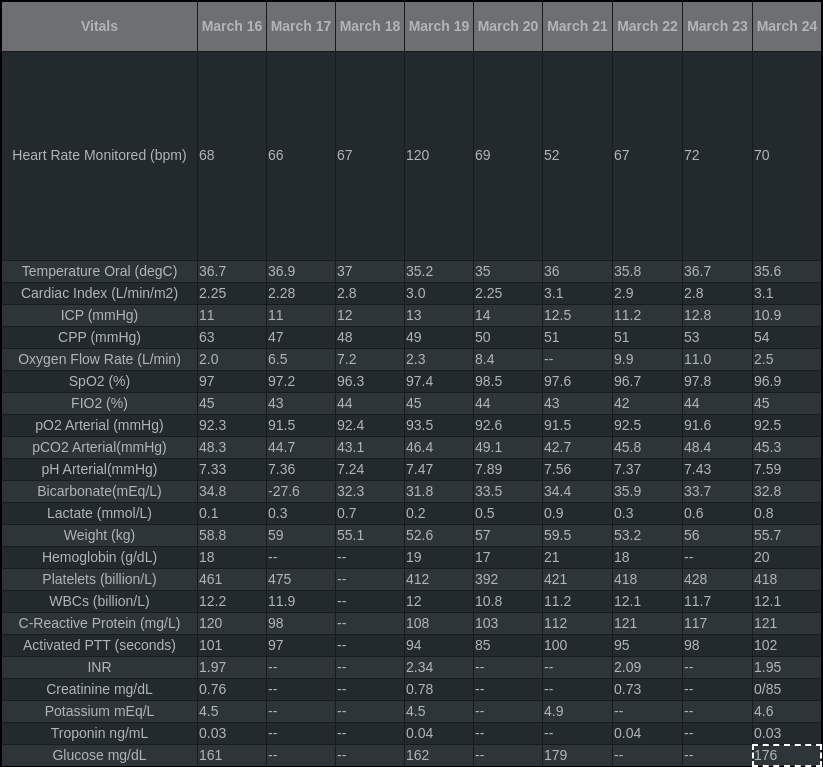 Vitals March 16 March 17 March 18 March 19 March 20 March 21 March 22 March 23 March 24
Heart Rate Monitored (bpm) 68 66 67 120 69 52 67 72 70
Temperature Oral (degC) 36.7 36.9 37 35.2 35 36 35.8 36.7 35.6
Cardiac Index (L/min/m2) 2.25 2.28 2.8 3.0 2.25 3.1 2.9 2.8 3.1
ICP (mmHg) 11 11 12 13 14 12.5 11.2 12.8 10.9
CPP (mmHg) 63 47 48 49 50 51 51 53 54
Oxygen Flow Rate (L/min) 2.0 6.5 7.2 2.3 8.4 -- 9.9 11.0 2.5
SpO2 (%) 97 97.2 96.3 97.4 98.5 97.6 96.7 97.8 96.9
FIO2 (%) 45 43 44 45 44 43 42 44 45
pO2 Arterial (mmHg) 92.3 91.5 92.4 93.5 92.6 91.5 92.5 91.6 92.5
pCO2 Arterial(mmHg) 48.3 44.7 43.1 46.4 49.1 42.7 45.8 48.4 45.3
pH Arterial(mmHg) 7.33 7.36 7.24 7.47 7.89 7.56 7.37 7.43 7.59
Bicarbonate(mEq/L) 34.8 -27.6 32.3 31.8 33.5 34.4 35.9 33.7 32.8
Lactate (mmol/L) 0.1 0.3 0.7 0.2 0.5 0.9 0.3 0.6 0.8
Weight (kg) 58.8 59 55.1 52.6 57 59.5 53.2 56 55.7
Hemoglobin (g/dL) 18 -- -- 19 17 21 18 -- 20
Platelets (billion/L) 461 475 -- 412 392 421 418 428 418
WBCs (billion/L) 12.2 11.9 -- 12 10.8 11.2 12.1 11.7 12.1
C-Reactive Protein (mg/L) 120 98 -- 108 103 112 121 117 121
Activated PTT (seconds) 101 97 -- 94 85 100 95 98 102
INR 1.97 -- -- 2.34 -- -- 2.09 -- 1.95
Creatinine mg/dL 0.76 -- -- 0.78 -- -- 0.73 -- 0/85
Potassium mEq/L 4.5 -- -- 4.5 -- 4.9 -- -- 4.6
Troponin ng/mL 0.03 -- -- 0.04 -- -- 0.04 -- 0.03
Glucose mg/dL 161 -- -- 162 -- 179 -- -- 176